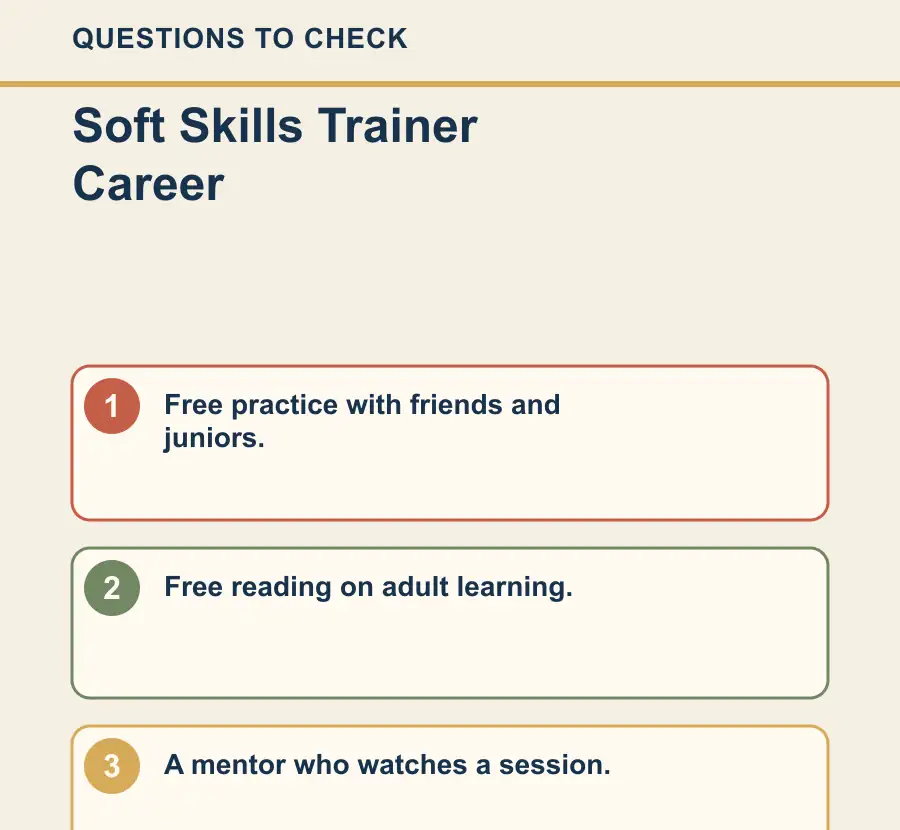 QUESTIONS TO CHECK
Soft Skills Trainer
Career
1 Free practice with friends and
juniors.
2 Free reading on adult learning.
3 A mentor who watches a session.